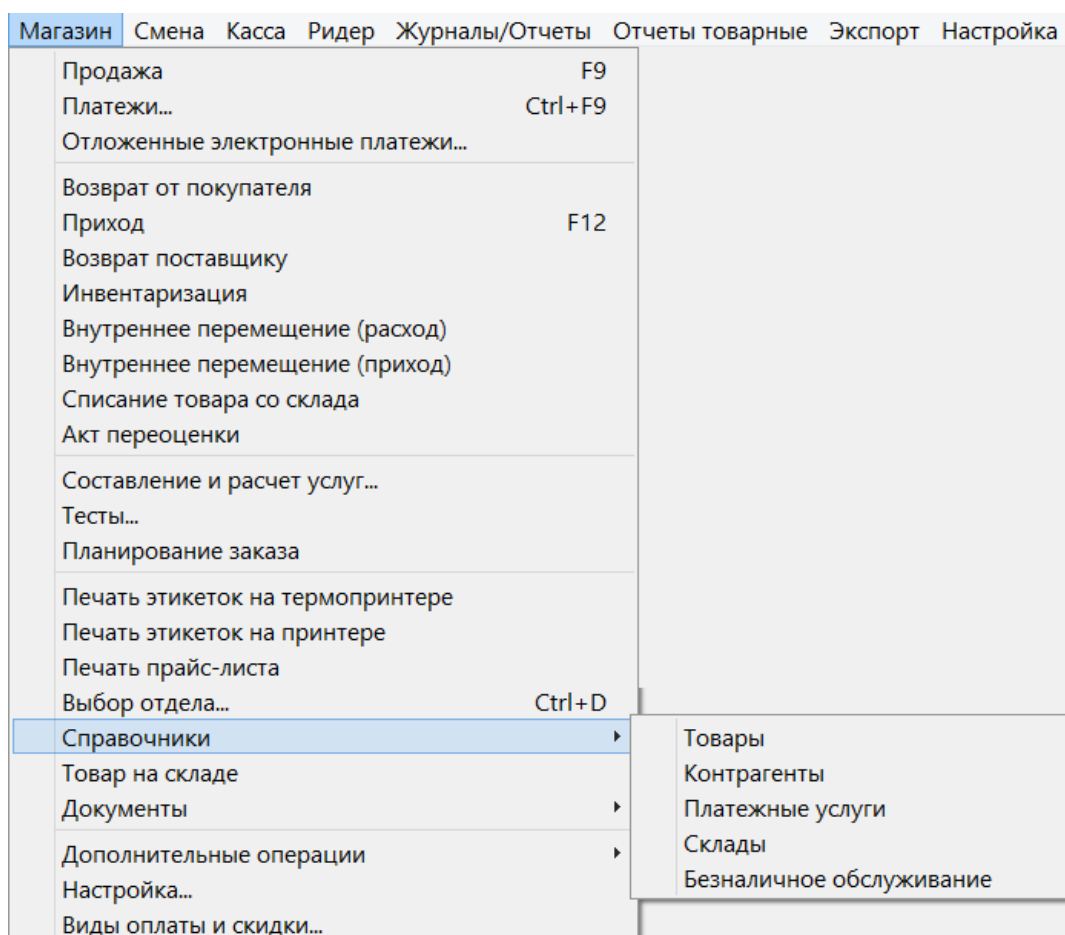 Магазин Смена Касса Ридер Журналы/Отчеты Отчеты товарные Экспорт Настройка
Продажа F9
Платежи... Ctrl+F9
Отложенные электронные платежи...
Возврат от покупателя
Приход F12
Возврат поставщику
Инвентаризация
Внутреннее перемещение (расход)
Внутреннее перемещение (приход)
Списание товара со склада
Акт переоценки
Составление и расчет услуг...
Тесты...
Планирование заказа
Печать этикеток на термопринтере
Печать этикеток на принтере
Печать прайс-листа
Выбор отдела... Ctrl+D
Справочники
Товар на складе
Документы
Дополнительные операции
Настройка...
Виды оплаты и скидки...
Товары
Контрагенты
Платежные услуги
Склады
Безналичное обслуживание